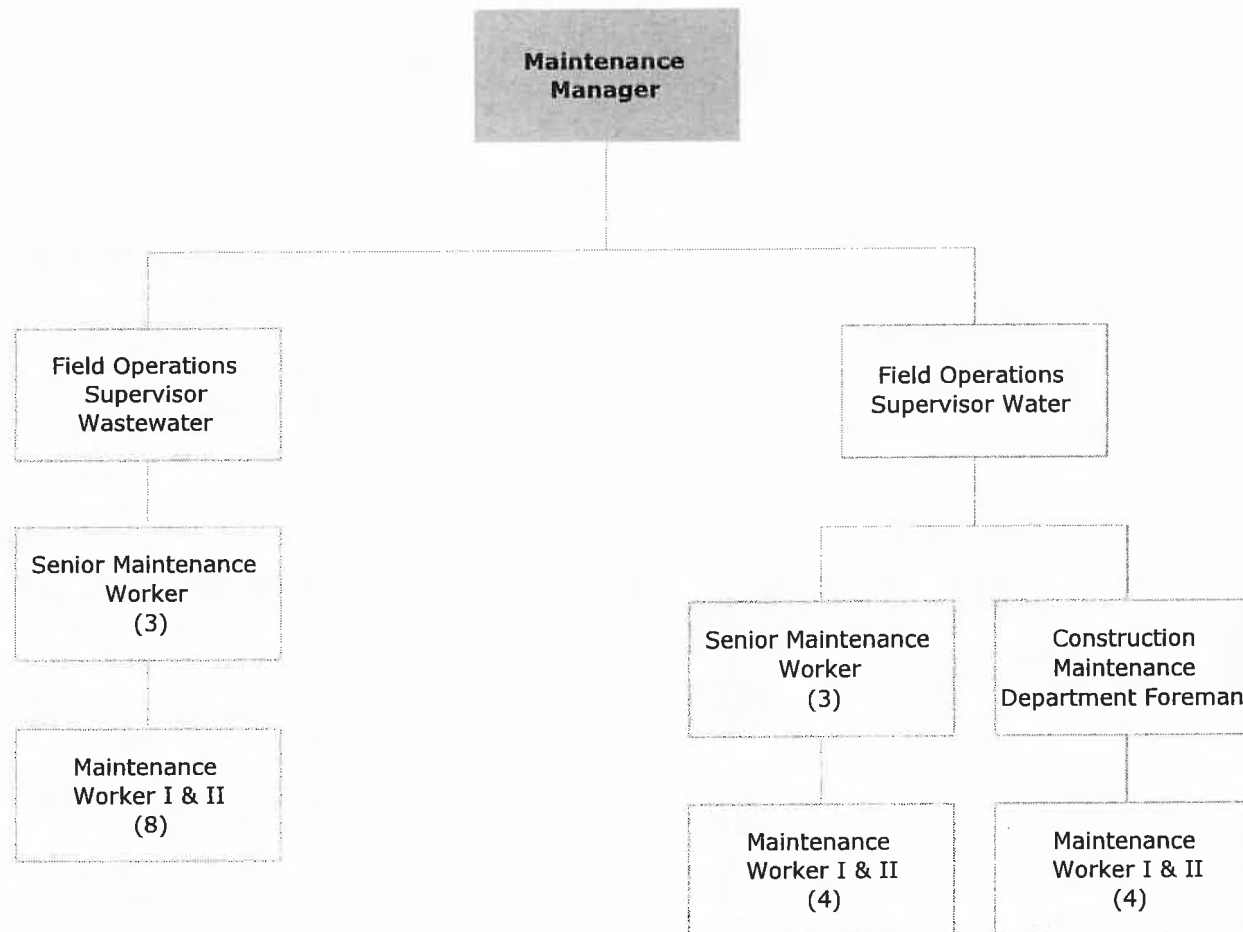 Maintenance
Manager
Field Operations
Supervisor
Wastewater
Field Operations
Supervisor Water
Senior Maintenance
Worker
(3)
Maintenance
Worker I & II
(8)
Senior Maintenance
Worker
(3)
Construction
Maintenance
Department Foreman
Maintenance
Worker I & II
(4)
Maintenance
Worker I & II
(4)